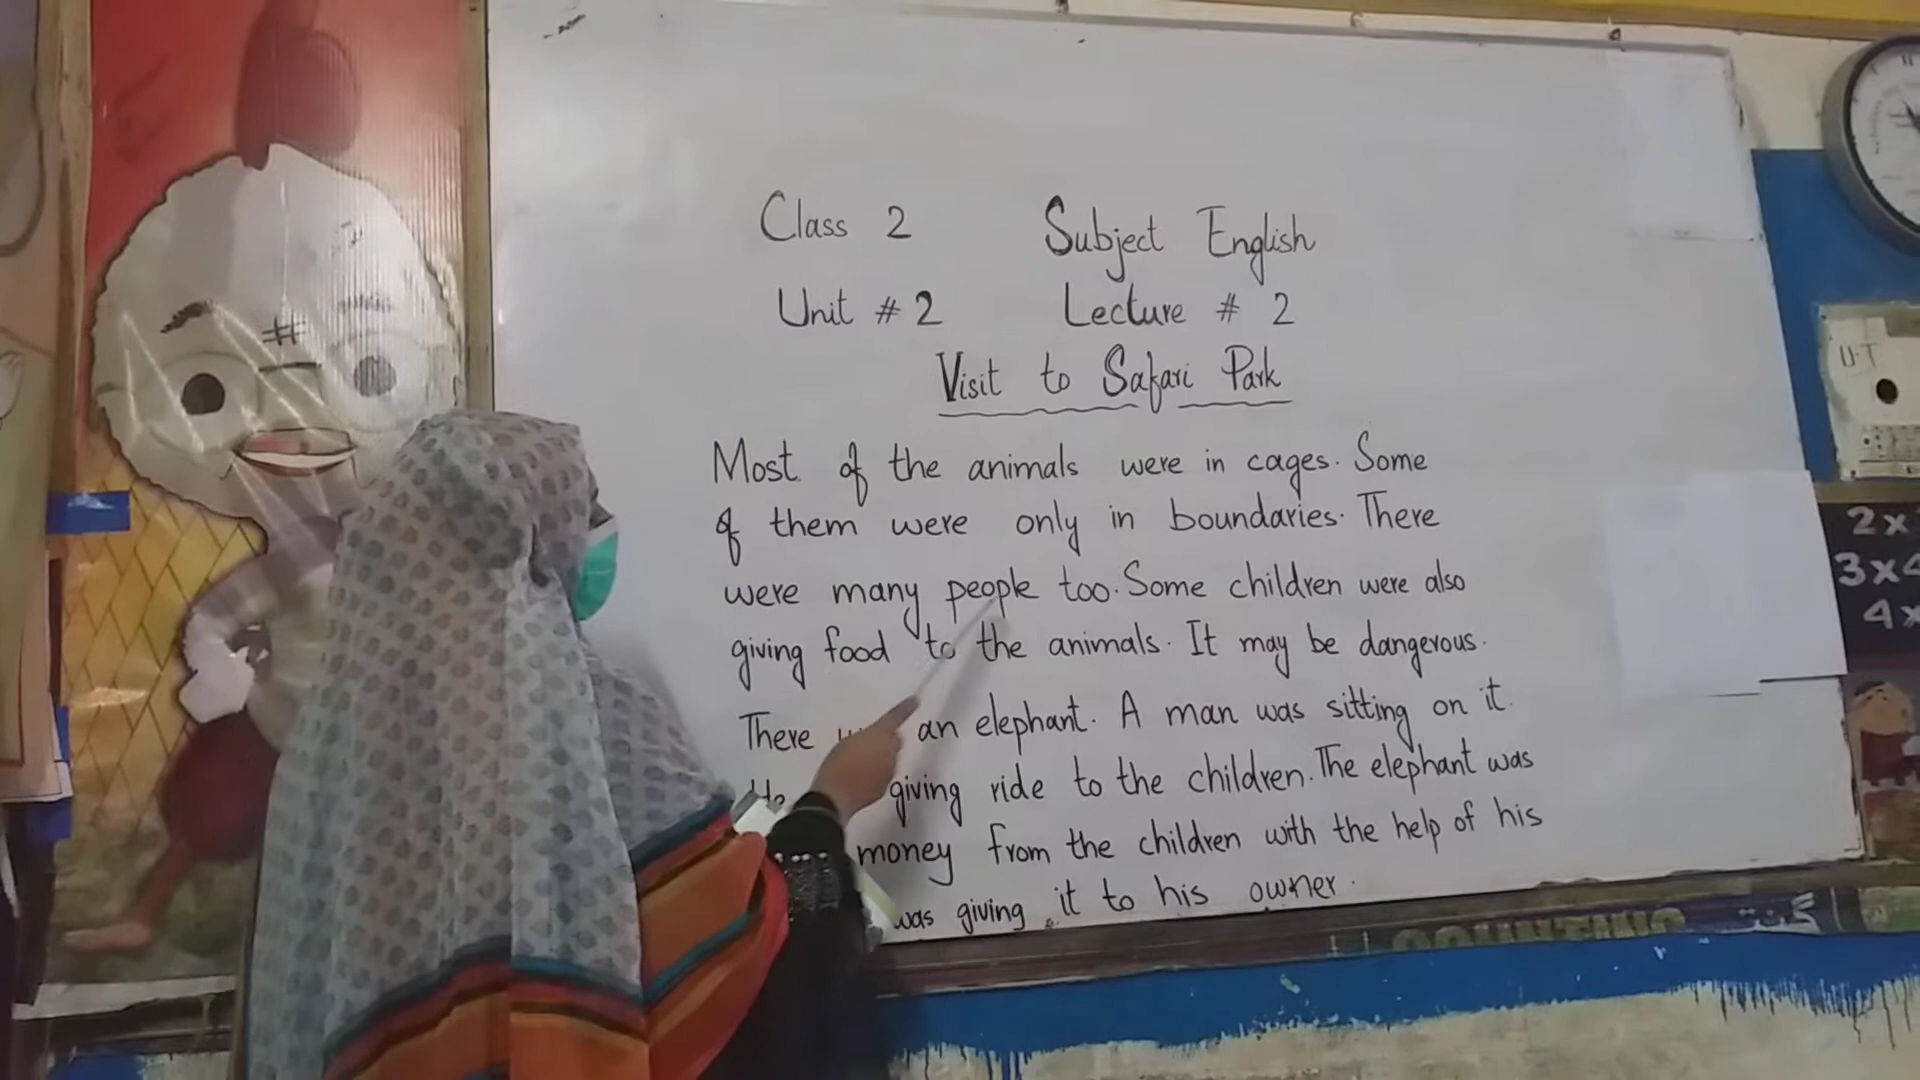 Class 2 Subject English
Unit # 2 Lecture # 2
Visit to Safari Park
Most of the animals were in cages. Some
of them were only in boundaries. There
were many people too. Some children were also
giving food to the animals. It may be dangerous.
There an elephant. A man was sitting on it.
giving ride to the children. The elephant was
money from the children with the help of his
was giving it to his owner.
U.T
2x
3x4
4x
COUNTING گنتی